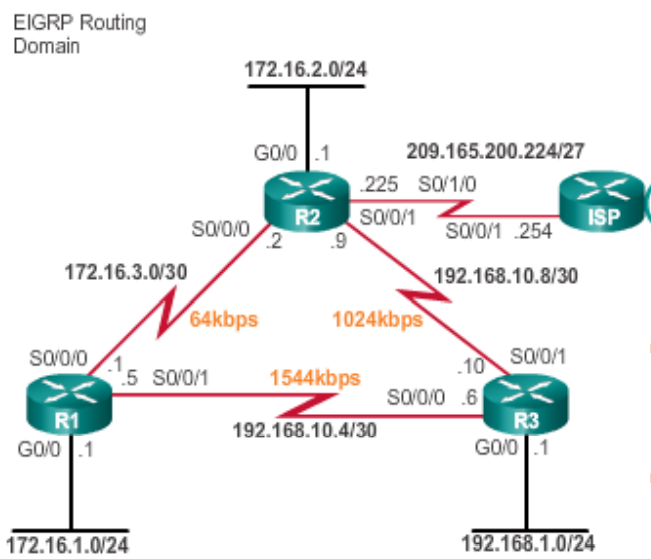 EIGRP Routing
Domain
172.16.2.0/24
G0/0 .1
209.165.200.224/27
.225 S0/1/0
R2
S0/0/1
ISP
S0/0/0
.2 .9
S0/0/1 .254
172.16.3.0/30
192.168.10.8/30
64kbps
1024kbps
S0/0/0 .1
.10 S0/0/1
.5 S0/0/1
1544kbps
S0/0/0 .6
R1
192.168.10.4/30
R3
G0/0 .1
G0/0 .1
172.16.1.0/24
192.168.1.0/24